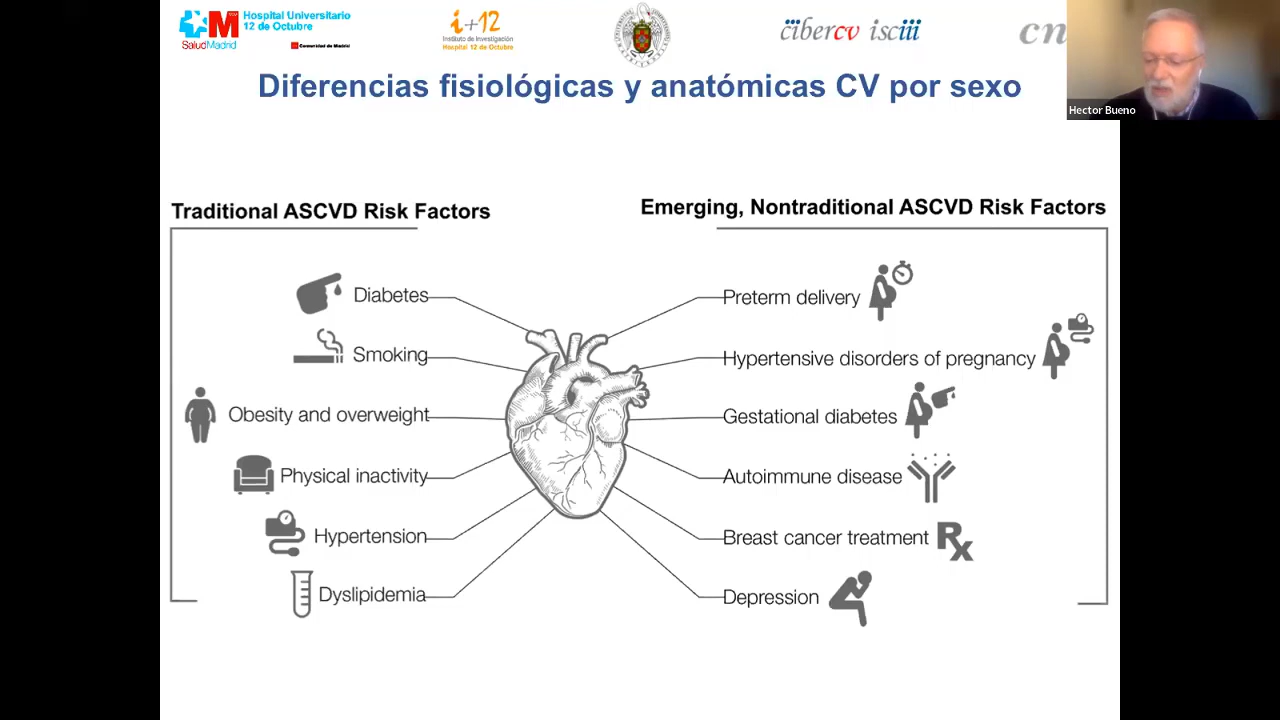 Hospital Universitario
12 de Octubre
SaludMadrid
Comunidad de Madrid
i+12
Instituto de Investigación
Hospital 12 de Octubre
cibercv isciii
cn
Hector Bueno
Diferencias fisiológicas y anatómicas CV por sexo
Traditional ASCVD Risk Factors
Diabetes
Smoking
Obesity and overweight
Physical inactivity
Hypertension
Dyslipidemia
Emerging, Nontraditional ASCVD Risk Factors
Preterm delivery
Hypertensive disorders of pregnancy
Gestational diabetes
Autoimmune disease
Breast cancer treatment
Rx
Depression